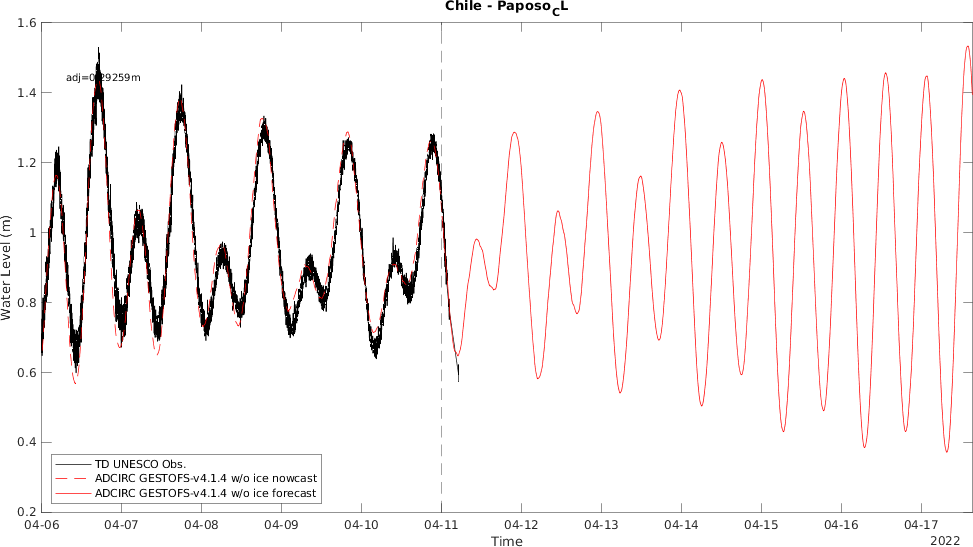 Chile - PaposoCL
1.6
1.4
1.2
1
0.8
0.6
0.4
0.2
Water Level (m)
adj=0.29259m
TD UNESCO Obs.
ADCIRC GESTOFS-v4.1.4 w/o ice nowcast
ADCIRC GESTOFS-v4.1.4 w/o ice forecast
04-06 04-07 04-08 04-09 04-10 04-11 04-12 04-13 04-14 04-15 04-16 04-17
Time
2022